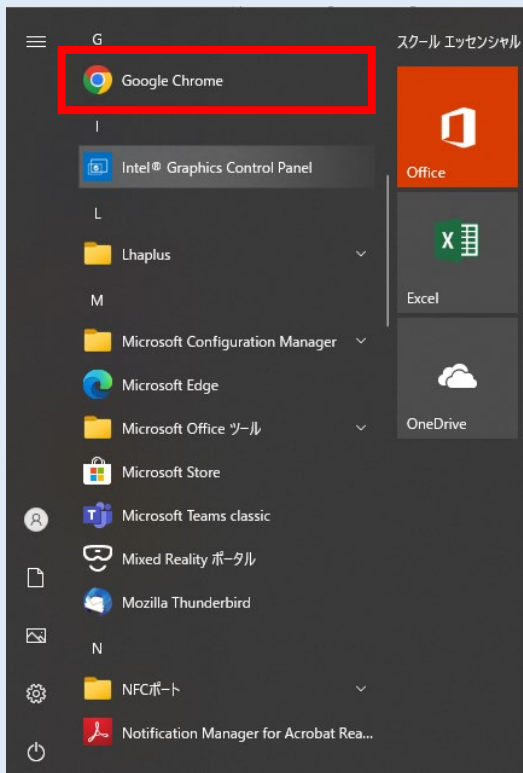 G
Google Chrome
I
Intel® Graphics Control Panel
L
Lhaplus
M
Microsoft Configuration Manager
Microsoft Edge
Microsoft Office ツール
Microsoft Store
Microsoft Teams classic
Mixed Reality ポータル
Mozilla Thunderbird
N
NFCポート
Notification Manager for Acrobat Rea...
スクール エッセンシャル
Office
Excel
OneDrive